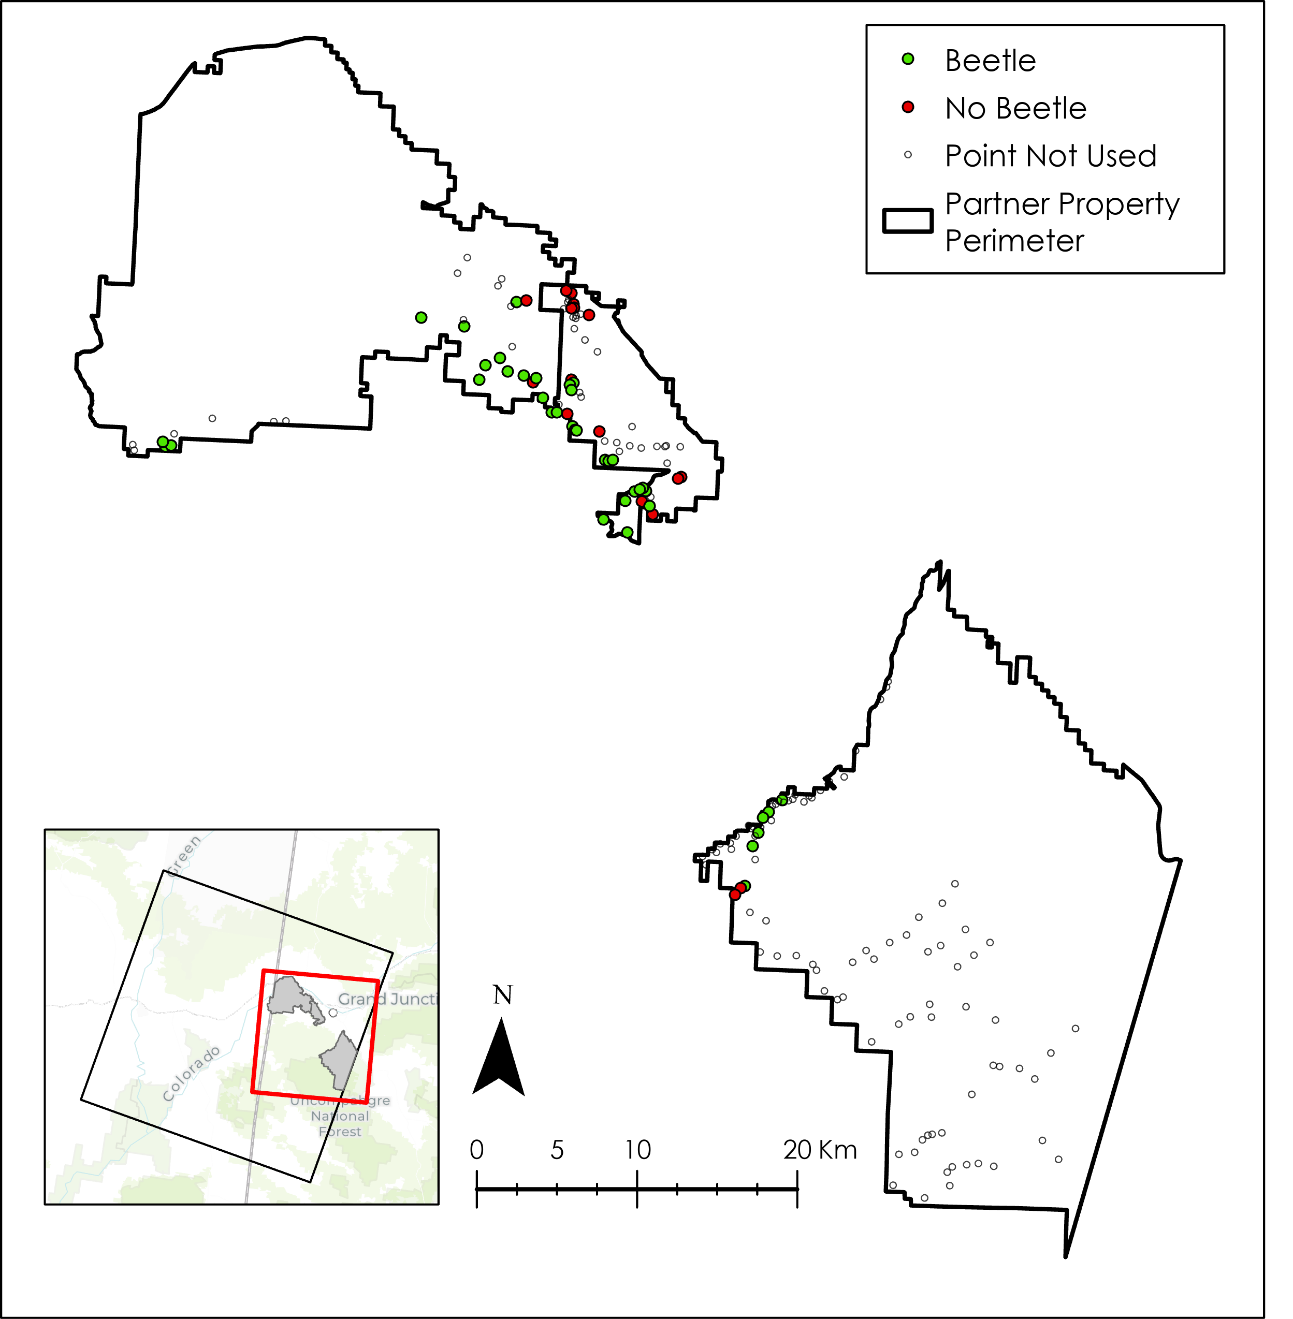 Beetle
No Beetle
Point Not Used
Partner Property
Perimeter
Green
Grand Juncti
Colorado
Uncompahgre
National
Forest
N
0 5 10 20 Km